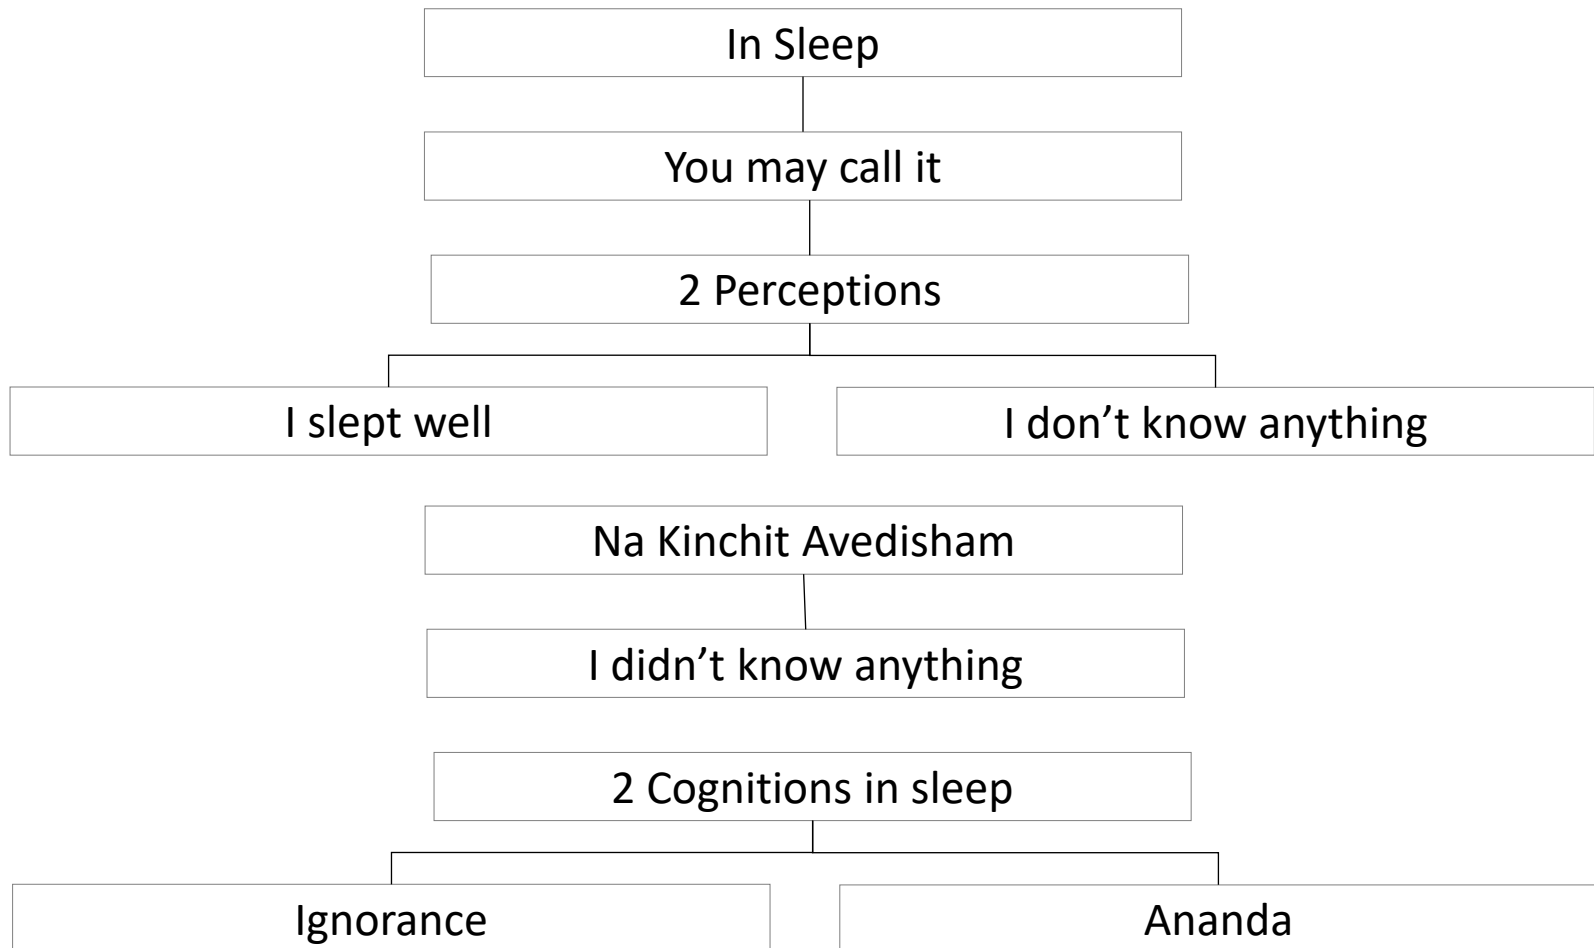 In Sleep
You may call it
2 Perceptions
I slept well
I don’t know anything
Na Kinchit Avedisham
I didn’t know anything
2 Cognitions in sleep
Ignorance
Ananda